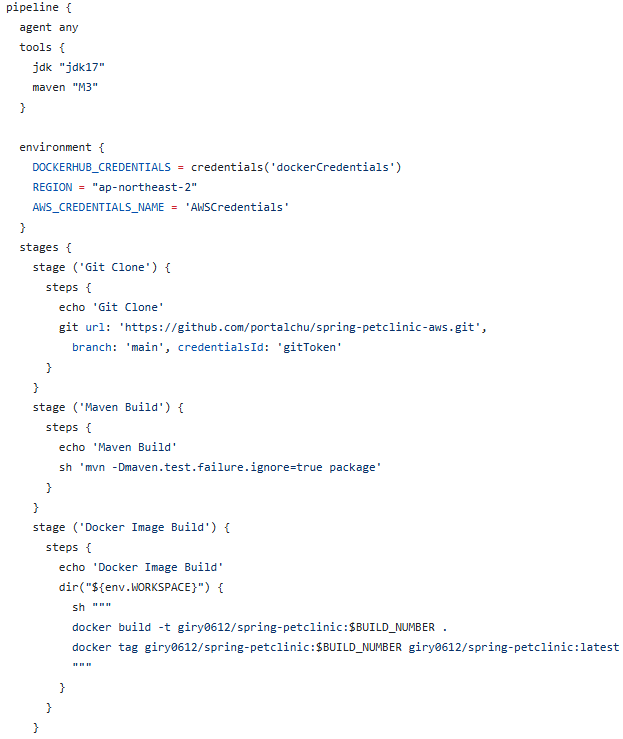 pipeline {
  agent any
  tools {
    jdk "jdk17"
    maven "M3"
  }

  environment {
    DOCKERHUB_CREDENTIALS = credentials('dockerCredentials')
    REGION = "ap-northeast-2"
    AWS_CREDENTIALS_NAME = 'AWSCredentials'
  }
  stages {
    stage ('Git Clone') {
      steps {
        echo 'Git Clone'
        git url: 'https://github.com/portalchu/spring-petclinic-aws.git',
          branch: 'main', credentialsId: 'gitToken'
      }
    }
    stage ('Maven Build') {
      steps {
        echo 'Maven Build'
        sh 'mvn -Dmaven.test.failure.ignore=true package'
      }
    }
    stage ('Docker Image Build') {
      steps {
        echo 'Docker Image Build'
        dir("${env.WORKSPACE}") {
          sh """
          docker build -t giry0612/spring-petclinic:$BUILD_NUMBER .
          docker tag giry0612/spring-petclinic:$BUILD_NUMBER giry0612/spring-petclinic:latest
          """
        }
      }
    }